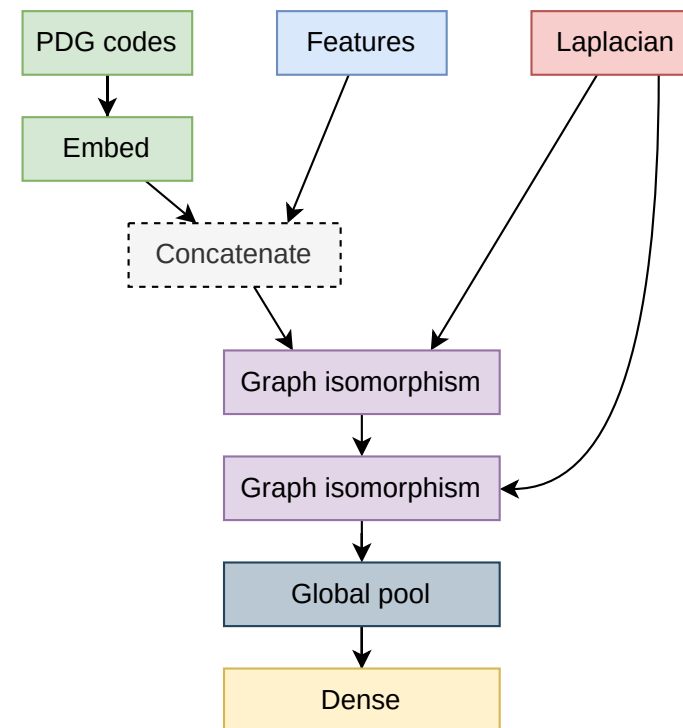 PDG codes
Features
Laplacian
Embed
Concatenate
Graph isomorphism
Graph isomorphism
Global pool
Dense